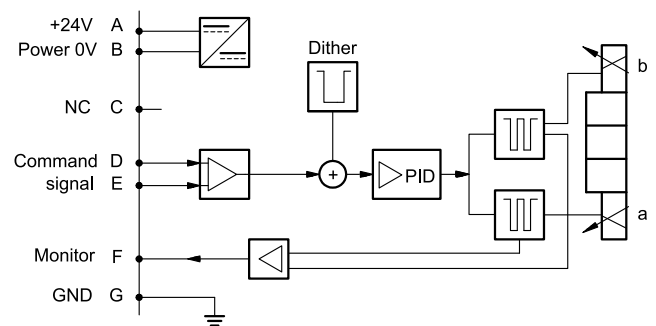 +24V A
Power 0V B
Dither
b
NC C
Command D
signal E
+
PID
a
Monitor F
GND G